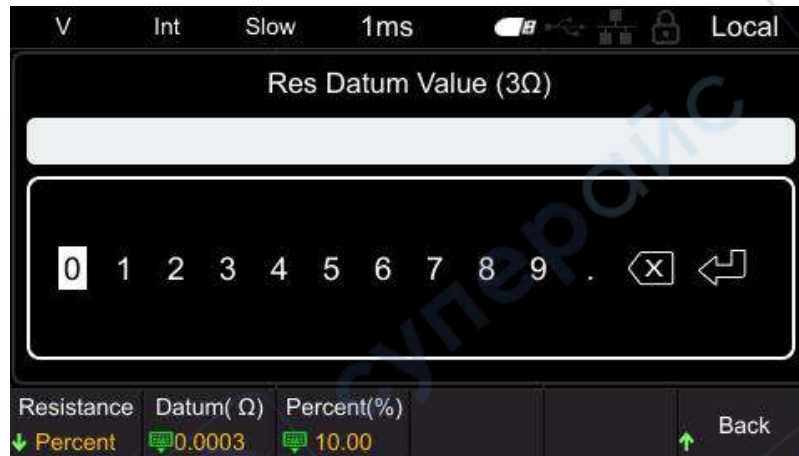 V Int Slow 1ms Local
Res Datum Value (3Ω)
0 1 2 3 4 5 6 7 8 9 .
Resistance Datum( Ω) Percent(%)
Percent 0.0003 10.00 Back
суперайс